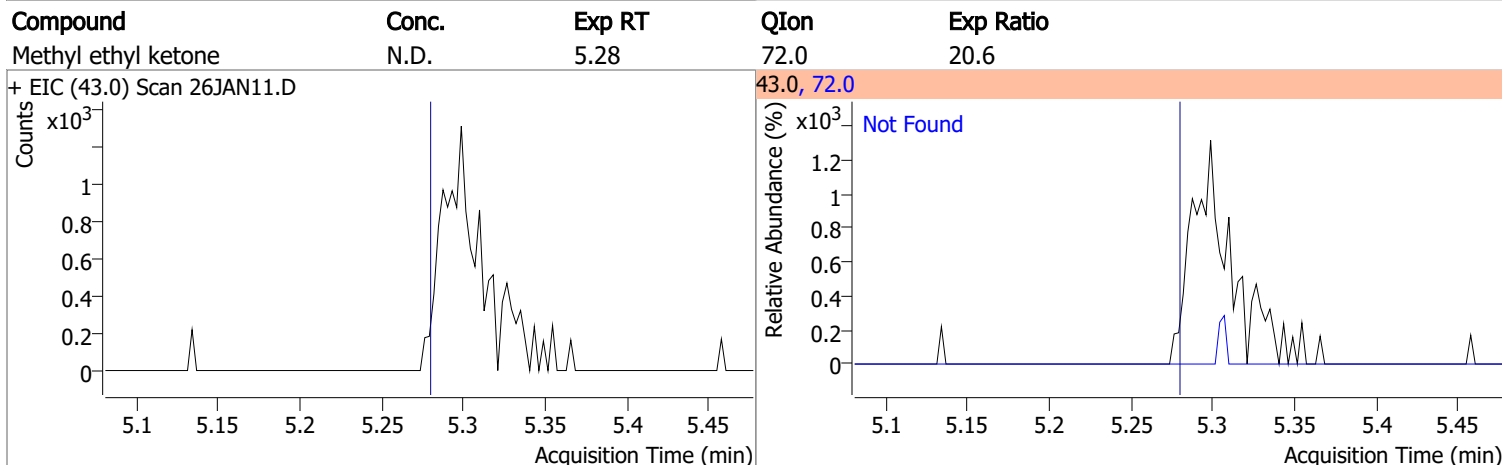 Compound Conc. Exp RT QIon Exp Ratio
Methyl ethyl ketone N.D. 5.28 72.0 20.6
+ EIC (43.0) Scan 26JAN11.D
Counts
x10³
1
0.8
0.6
0.4
0.2
0
5.1 5.15 5.2 5.25 5.3 5.35 5.4 5.45
Acquisition Time (min)
43.0, 72.0
Relative Abundance (%)
x10³
Not Found
1.2
1
0.8
0.6
0.4
0.2
0
5.1 5.15 5.2 5.25 5.3 5.35 5.4 5.45
Acquisition Time (min)